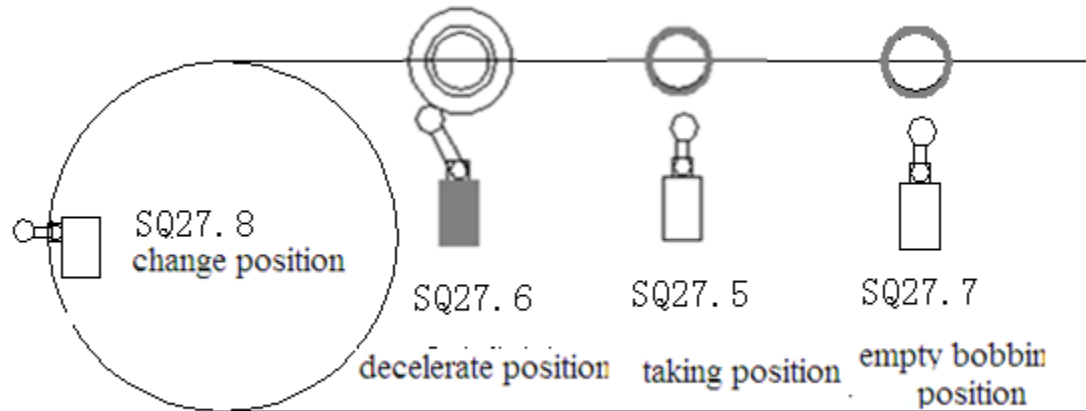 SQ27.8
change position
SQ27.6
decelerate position
SQ27.5
taking position
SQ27.7
empty bobbin
position